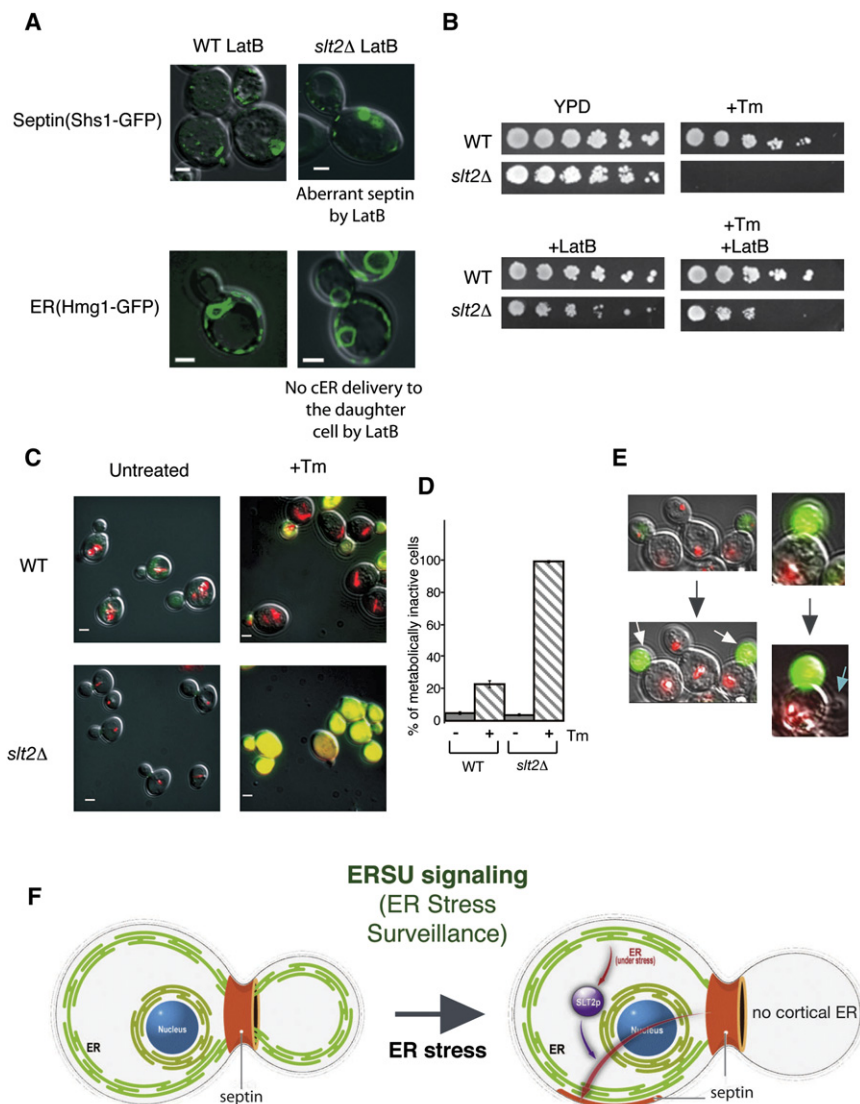 A
WT LatB
slt2Δ LatB
Septin(Shs1-GFP)
Aberrant septin
by LatB
ER(Hmg1-GFP)
No cER delivery to
the daughter
cell by LatB
B
YPD
+Tm
WT
slt2Δ
+LatB
+Tm
+LatB
WT
slt2Δ
C
Untreated
+Tm
WT
slt2Δ
D
% of metabolically inactive cells
100
80
60
40
20
0
- + - + Tm
WT
slt2Δ
E
F
ERSU signaling
(ER Stress
Surveillance)
ER
Nucleus
septin
ER stress
ER
(under stress)
SLT2p
Nucleus
ER
no cortical ER
septin